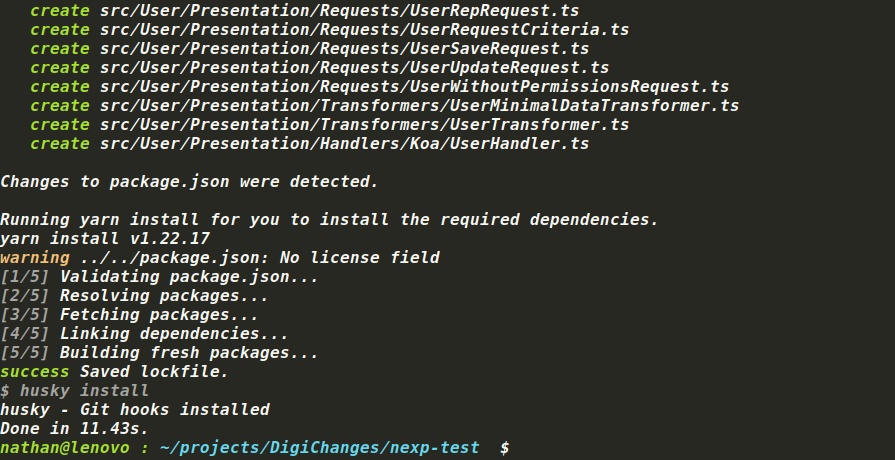 create src/User/Presentation/Requests/UserRepRequest.ts
create src/User/Presentation/Requests/UserRequestCriteria.ts
create src/User/Presentation/Requests/UserSaveRequest.ts
create src/User/Presentation/Requests/UserUpdateRequest.ts
create src/User/Presentation/Requests/UserWithoutPermissionsRequest.ts
create src/User/Presentation/Transformers/UserMinimalDataTransformer.ts
create src/User/Presentation/Transformers/UserTransformer.ts
create src/User/Presentation/Handlers/Koa/UserHandler.ts
Changes to package.json were detected.
Running yarn install for you to install the required dependencies.
yarn install v1.22.17
warning ../../package.json: No license field
[1/5] Validating package.json...
[2/5] Resolving packages...
[3/5] Fetching packages...
[4/5] Linking dependencies...
[5/5] Building fresh packages...
success Saved lockfile.
$ husky install
husky - Git hooks installed
Done in 11.43s.
nathan@lenovo : ~/projects/DigiChanges/nexp-test  $